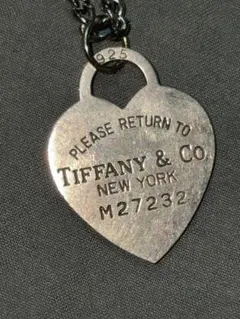 925
PLEASE RETURN TO
TIFFANY & CO
NEW YORK
M27232